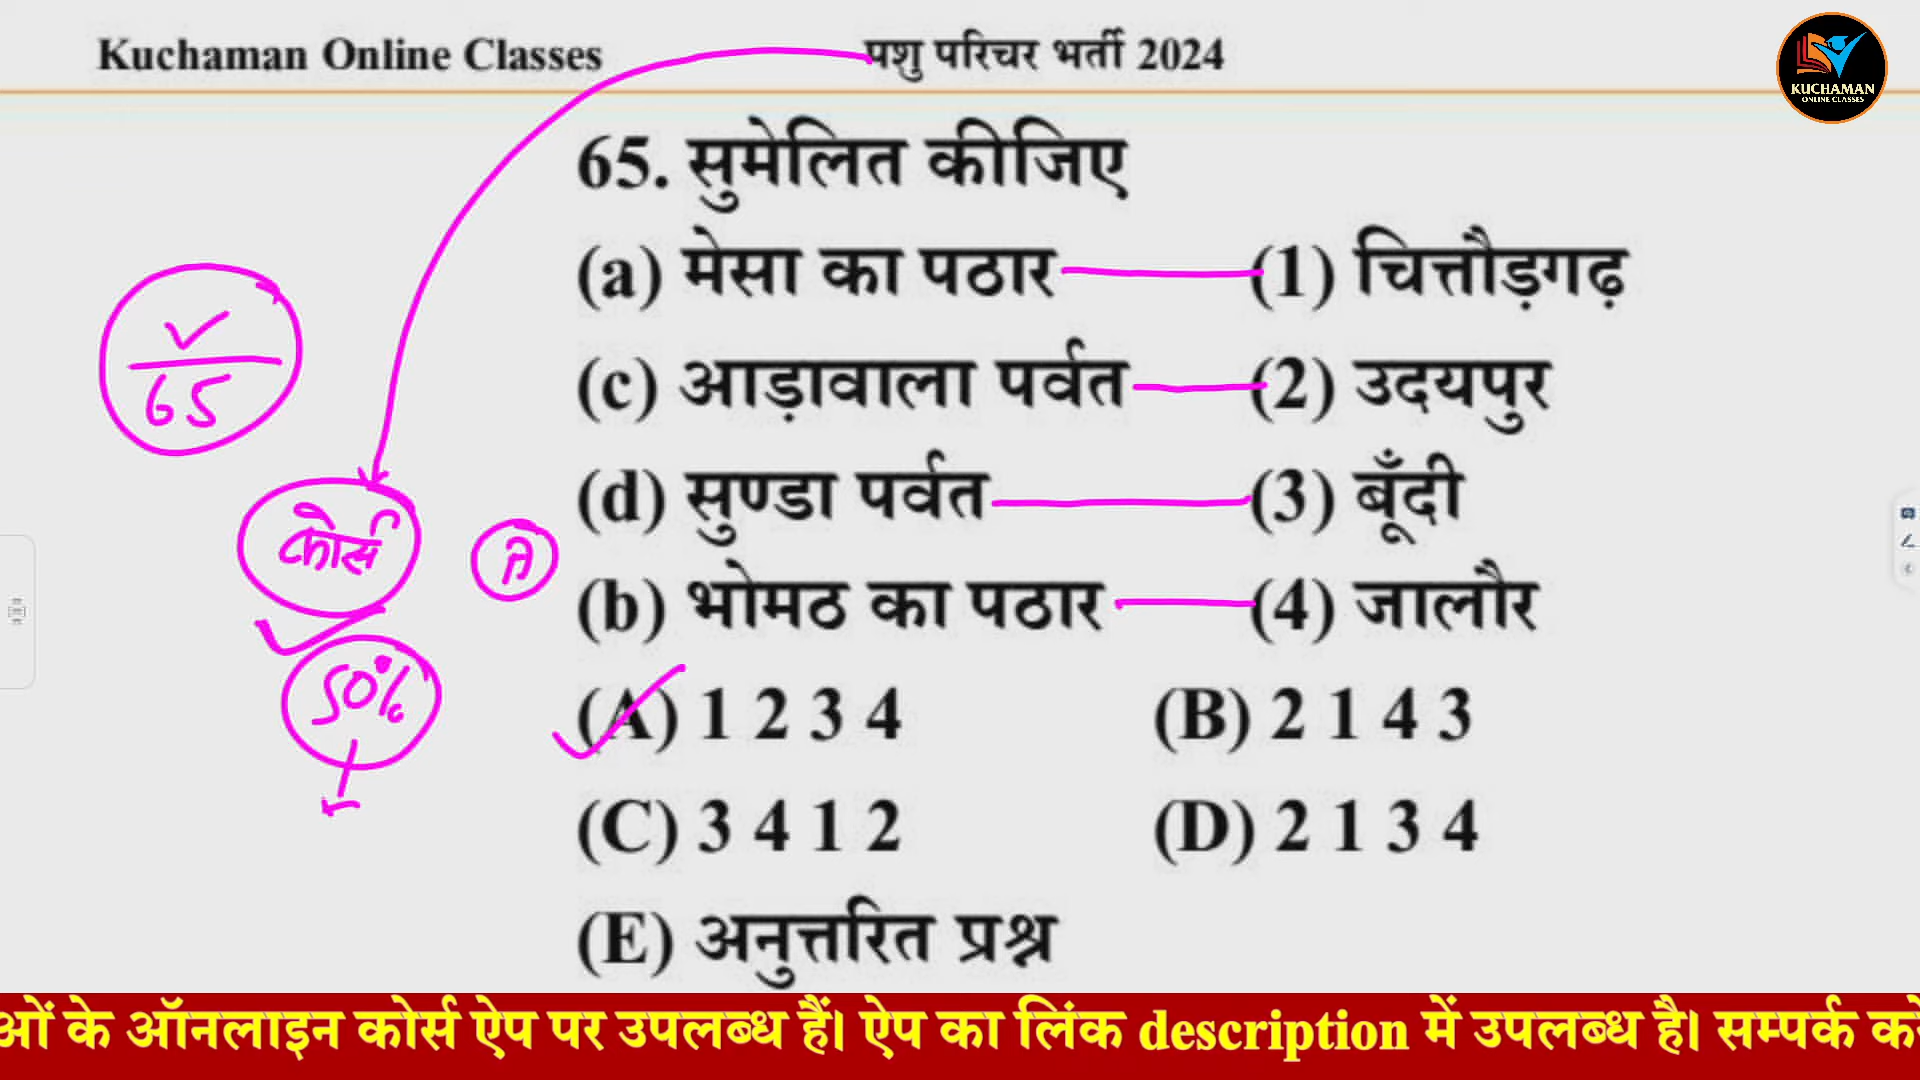 Kuchaman Online Classes पशु परिचर भर्ती 2024
KUCHAMAN
ONLINE CLASSES
65. सुमेलित कीजिए
(a) मेसा का पठार (1) चित्तौड़गढ़
(c) आड़ावाला पर्वत (2) उदयपुर
(d) सुण्डा पर्वत (3) बूँदी
(b) भोमठ का पठार (4) जालौर
(A) 1 2 3 4 (B) 2 1 4 3
(C) 3 4 1 2 (D) 2 1 3 4
(E) अनुत्तरित प्रश्न
65
कोर्स
50%
ओं के ऑनलाइन कोर्स ऐप पर उपलब्ध हैं। ऐप का लिंक description में उपलब्ध है। सम्पर्क